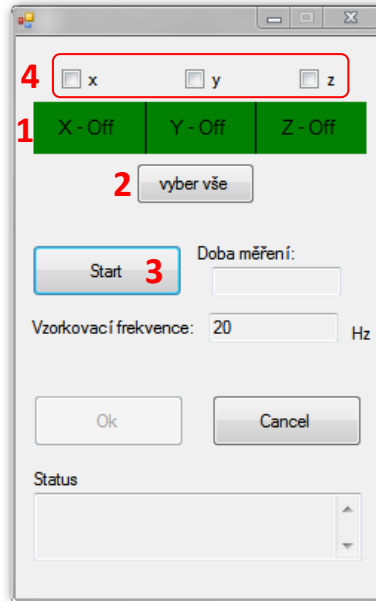 4 x y z
1 X - Off Y - Off Z - Off
2 vyber vše
Doba měření:
Start 3
Vzorkovací frekvence: 20 Hz
Ok Cancel
Status